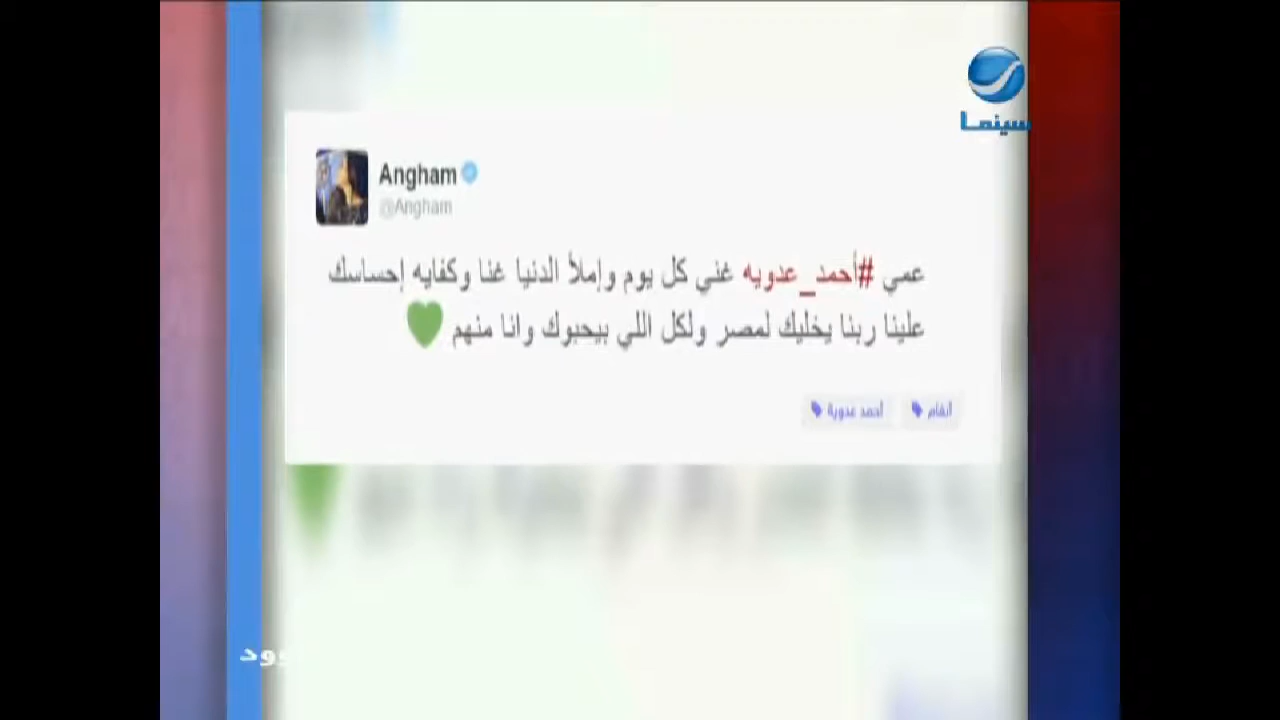 سينما
Angham
@Angham
عمي #أحمد_عدويه غني كل يوم وإملأ الدنيا غنا وكفايه إحساسك
علينا ربنا يخليك لمصر ولكل اللي بيحبوك وانا منهم 💚
أنغام
أحمد عدوية